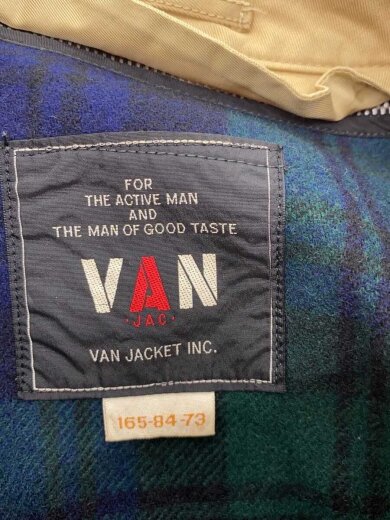 FOR
THE ACTIVE MAN
AND
THE MAN OF GOOD TASTE
VAN
·JAC·
VAN JACKET INC.
165-84-73